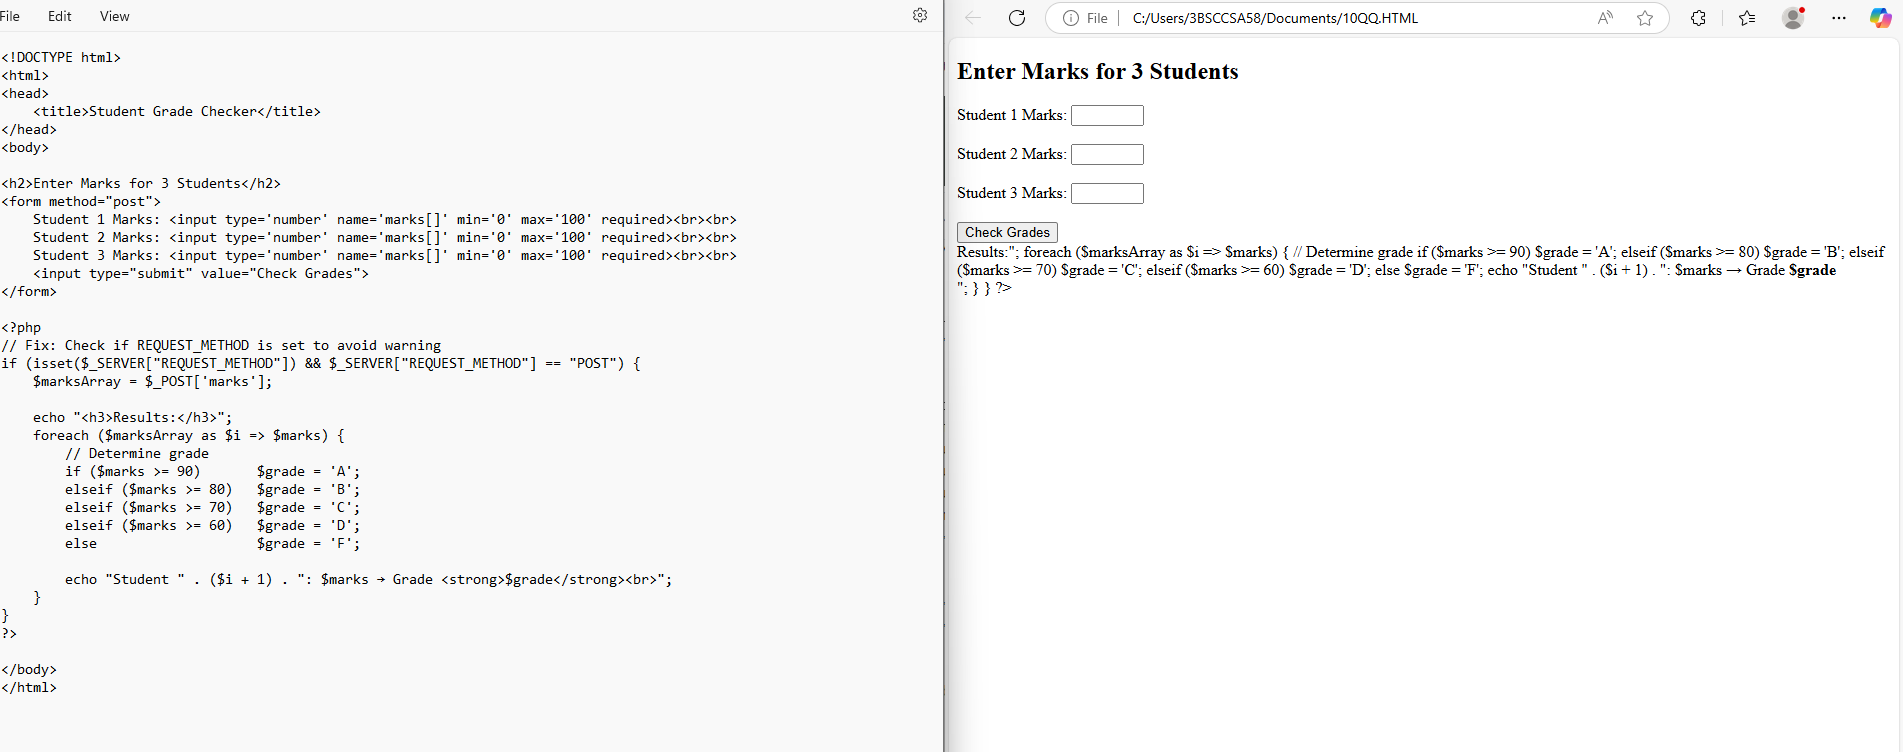 File Edit View
<!DOCTYPE html>
<html>
<head>
    <title>Student Grade Checker</title>
</head>
<body>
<h2>Enter Marks for 3 Students</h2>
<form method="post">
    Student 1 Marks: <input type='number' name='marks[]' min='0' max='100' required><br><br>
    Student 2 Marks: <input type='number' name='marks[]' min='0' max='100' required><br><br>
    Student 3 Marks: <input type='number' name='marks[]' min='0' max='100' required><br><br>
    <input type="submit" value="Check Grades">
</form>
<?php
// Fix: Check if REQUEST_METHOD is set to avoid warning
if (isset($_SERVER["REQUEST_METHOD"]) && $_SERVER["REQUEST_METHOD"] == "POST") {
    $marksArray = $_POST['marks'];
    echo "<h3>Results:</h3>";
    foreach ($marksArray as $i => $marks) {
        // Determine grade
        if ($marks >= 90)       $grade = 'A';
        elseif ($marks >= 80)   $grade = 'B';
        elseif ($marks >= 70)   $grade = 'C';
        elseif ($marks >= 60)   $grade = 'D';
        else                    $grade = 'F';
        echo "Student " . ($i + 1) . ": $marks → Grade <strong>$grade</strong><br>";
    }
}
?>
</body>
</html>
File C:/Users/3BSCCSA58/Documents/10QQ.HTML
Enter Marks for 3 Students
Student 1 Marks:
Student 2 Marks:
Student 3 Marks:
Check Grades
Results:"; foreach ($marksArray as $i => $marks) { // Determine grade if ($marks >= 90) $grade = 'A'; elseif ($marks >= 80) $grade = 'B'; elseif
($marks >= 70) $grade = 'C'; elseif ($marks >= 60) $grade = 'D'; else $grade = 'F'; echo "Student " . ($i + 1) . ": $marks → Grade $grade
"; } } ?>